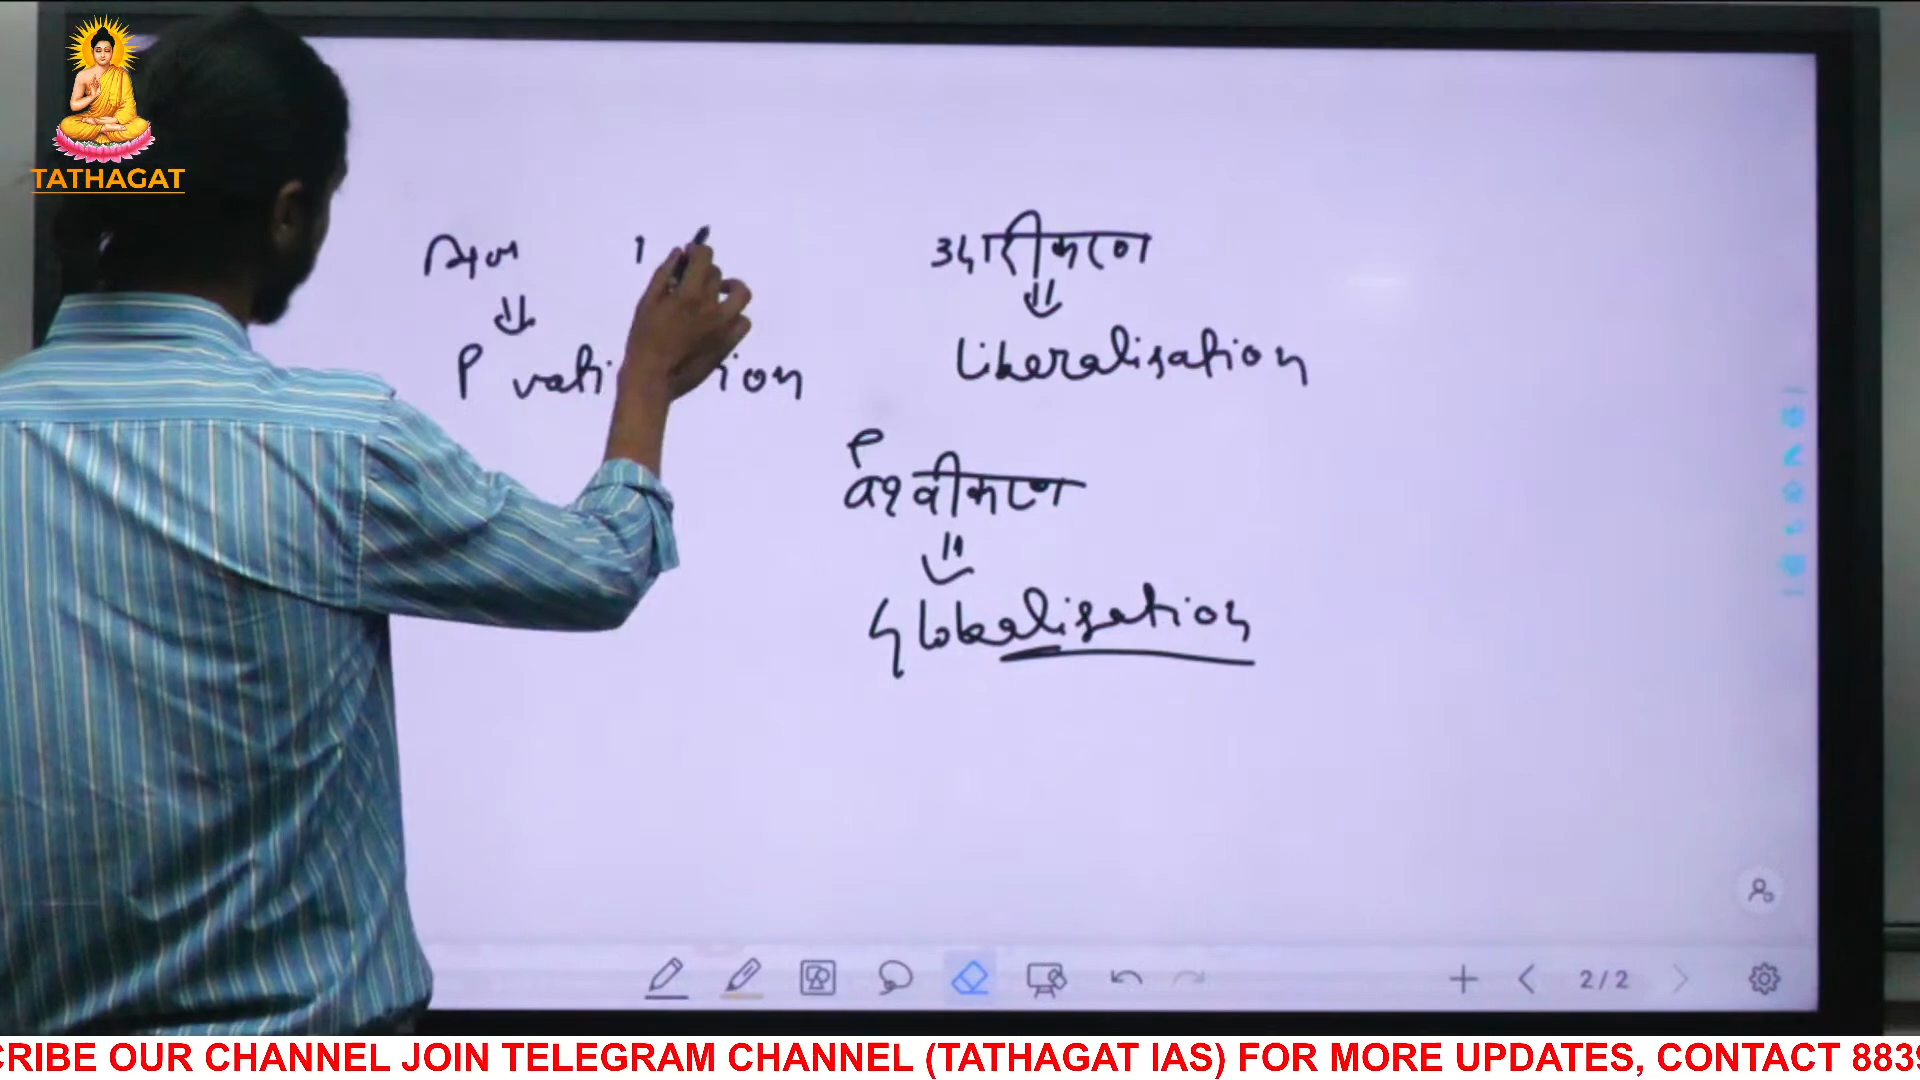 TATHAGAT
उदारीकरण
Liberalisation
वैश्वीकरण
Globalisation
2/2
CRIBE OUR CHANNEL JOIN TELEGRAM CHANNEL (TATHAGAT IAS) FOR MORE UPDATES, CONTACT 883